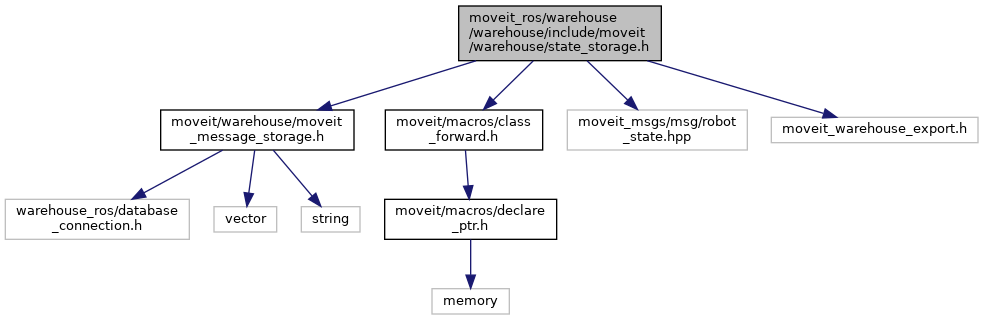 moveit_ros/warehouse
/warehouse/include/moveit
/warehouse/state_storage.h
moveit/warehouse/moveit
_message_storage.h
moveit/macros/class
_forward.h
moveit_msgs/msg/robot
_state.hpp
moveit_warehouse_export.h
warehouse_ros/database
_connection.h
vector
string
moveit/macros/declare
_ptr.h
memory